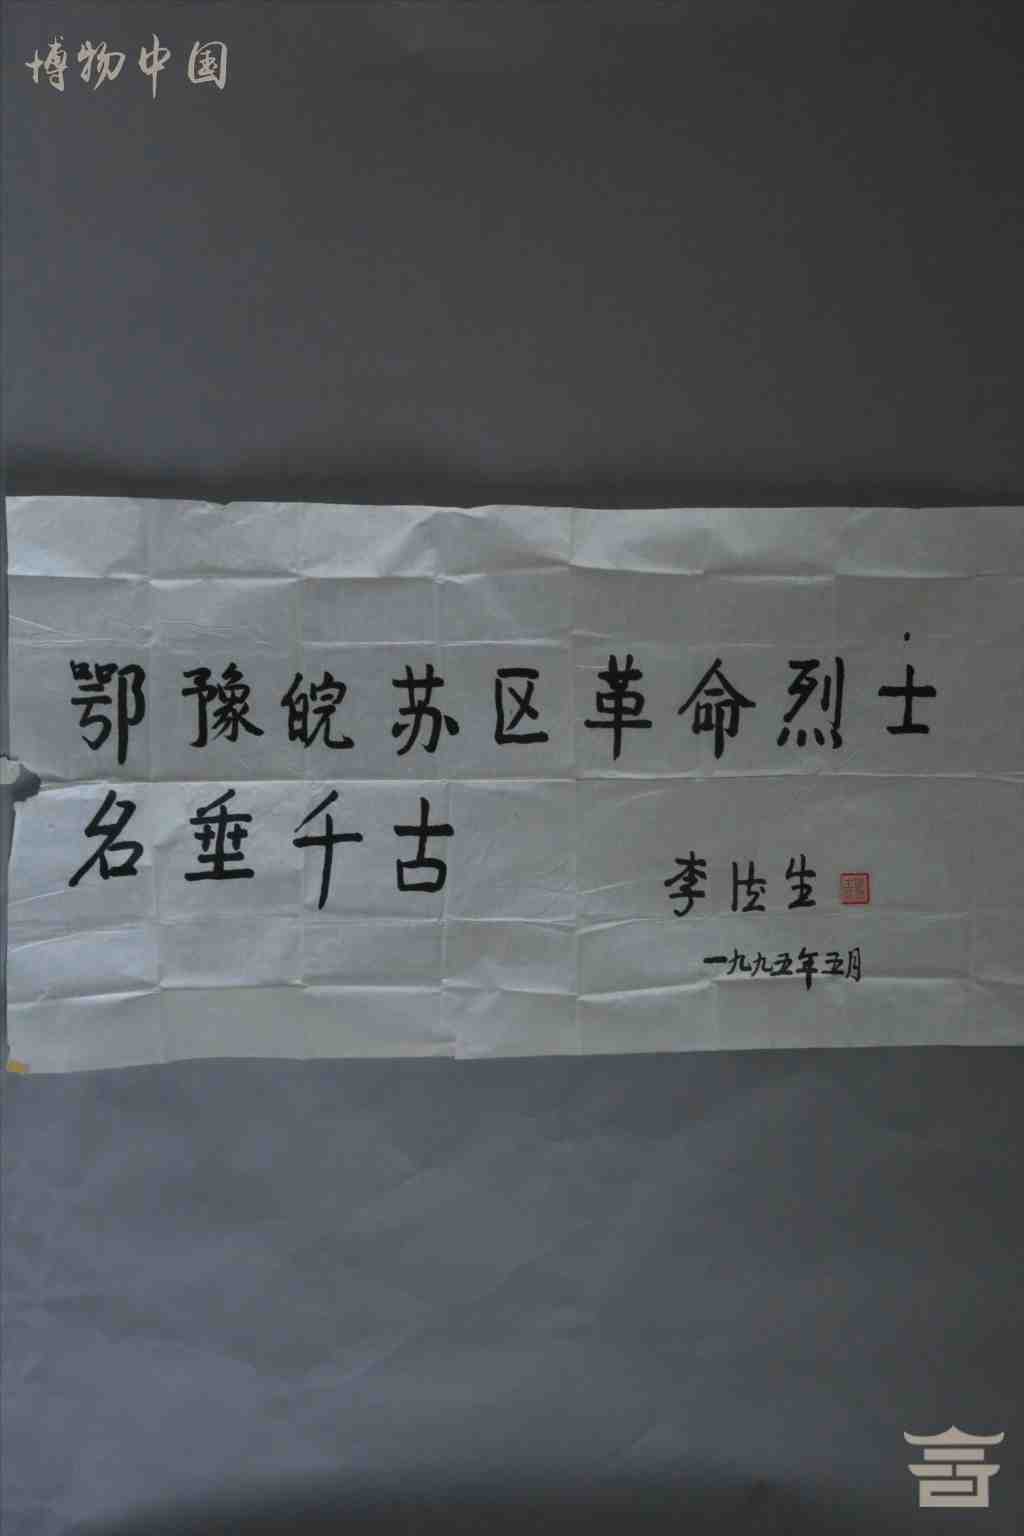 博物中国
鄂豫皖苏区革命烈士
名垂千古
李德生
一九九五年五月